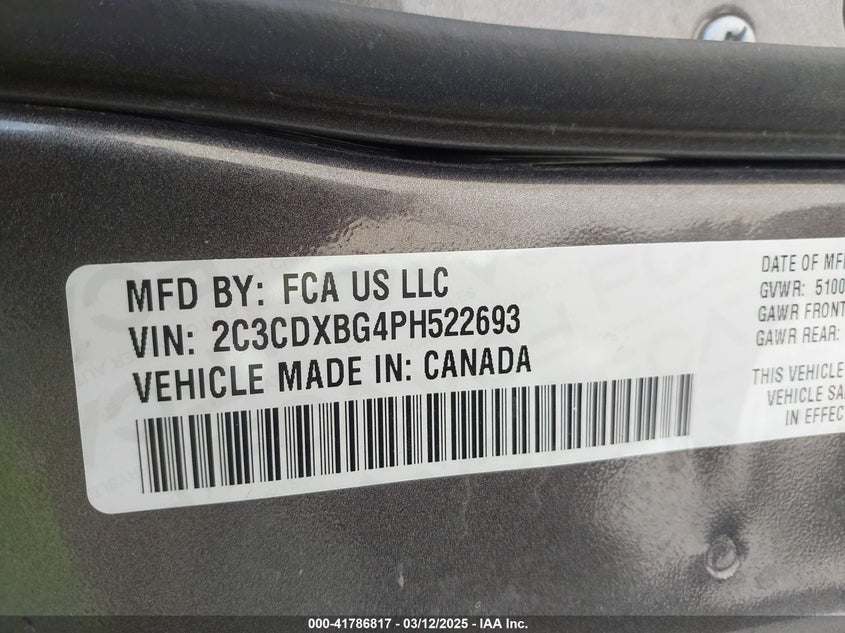 MFD BY: FCA US LLC
VIN: 2C3CDXBG4PH522693
VEHICLE MADE IN: CANADA
DATE OF MF
GVWR: 5100
GAWR FRONT
GAWR REAR:
THIS VEHICLE
VEHICLE SA
IN EFFEC
000-41786817 - 03/12/2025 - IAA Inc.